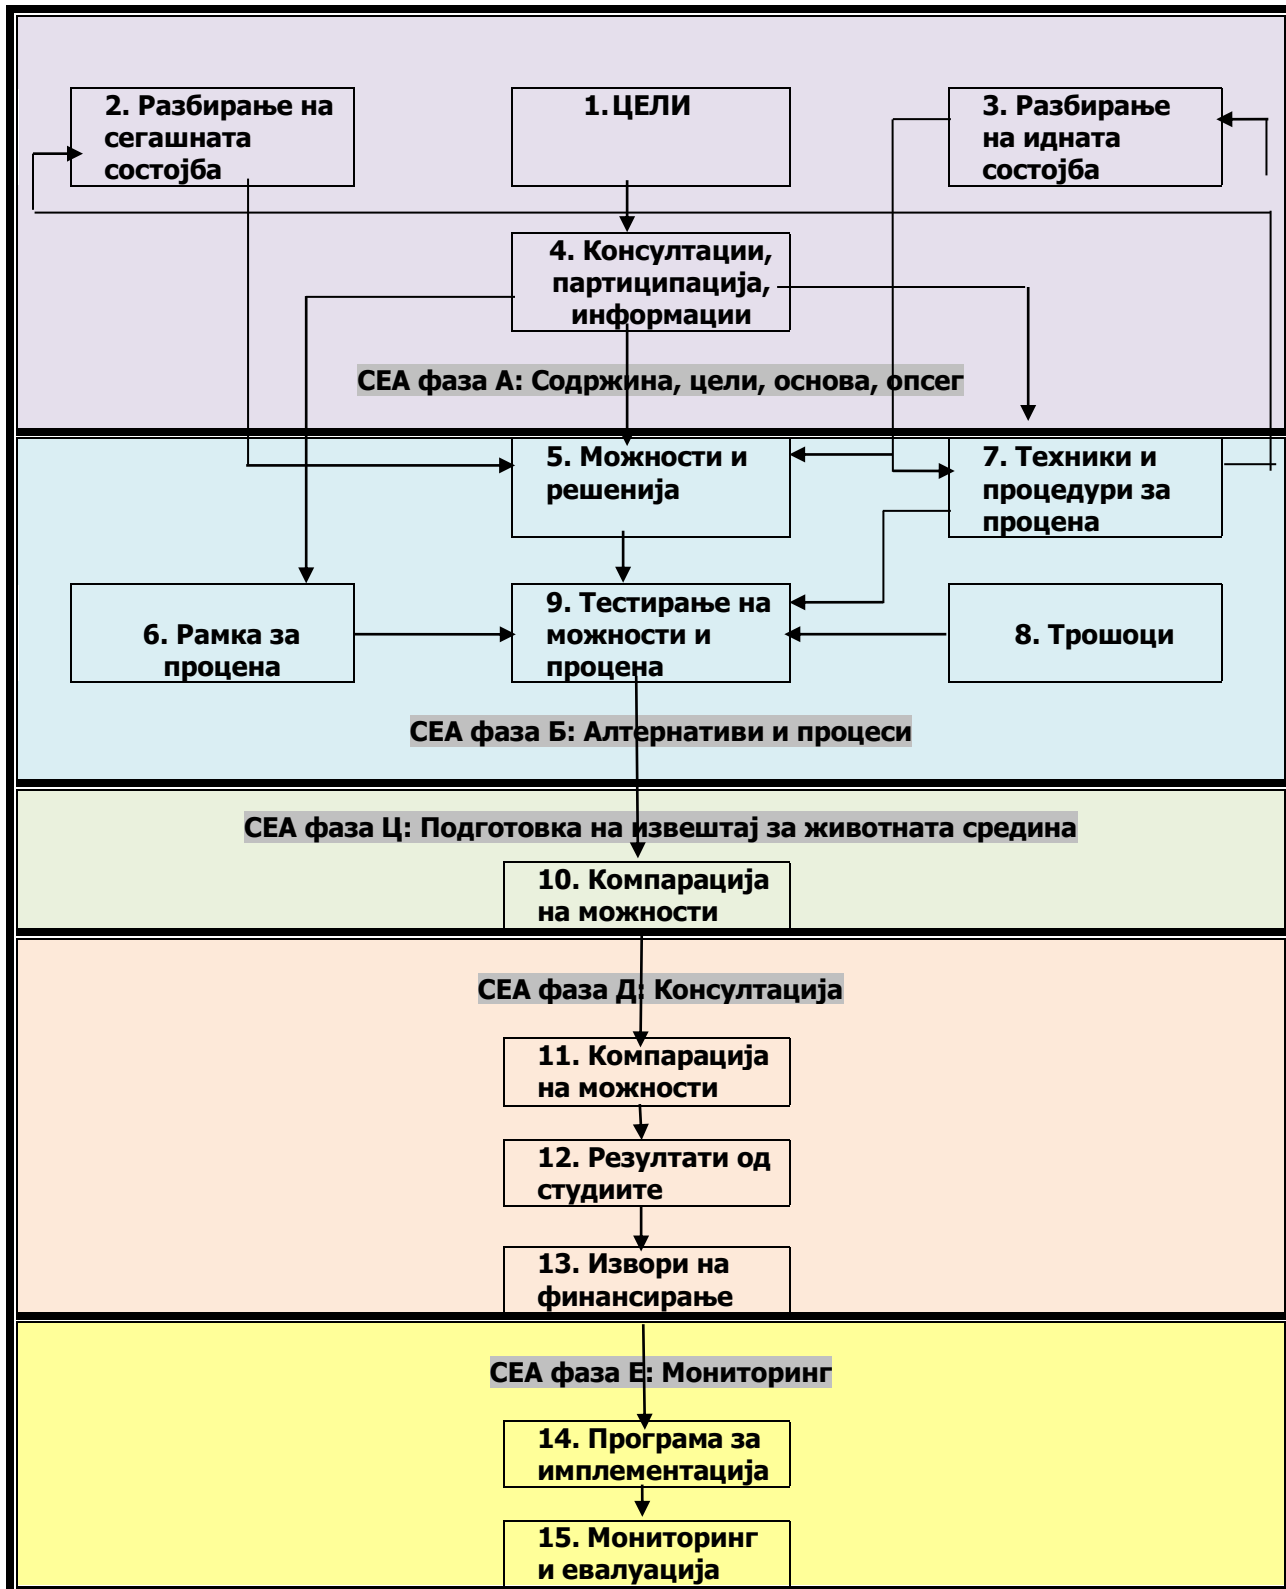 2. Разбирање на
сегашната
состојба
1. ЦЕЛИ
3. Разбирање
на идната
состојба
4. Консултации,
партиципација,
информации
СЕА фаза А: Содржина, цели, основа, опсег
5. Можности и
решенија
7. Техники и
процедури за
процена
6. Рамка за
процена
9. Тестирање на
можности и
процена
8. Трошоци
СЕА фаза Б: Алтернативи и процеси
СЕА фаза Ц: Подготовка на извештај за животната средина
10. Компарација
на можности
СЕА фаза Д: Консултација
11. Компарација
на можности
12. Резултати од
студиите
13. Извори на
финансирање
СЕА фаза Е: Мониторинг
14. Програма за
имплементација
15. Мониторинг
и евалуација